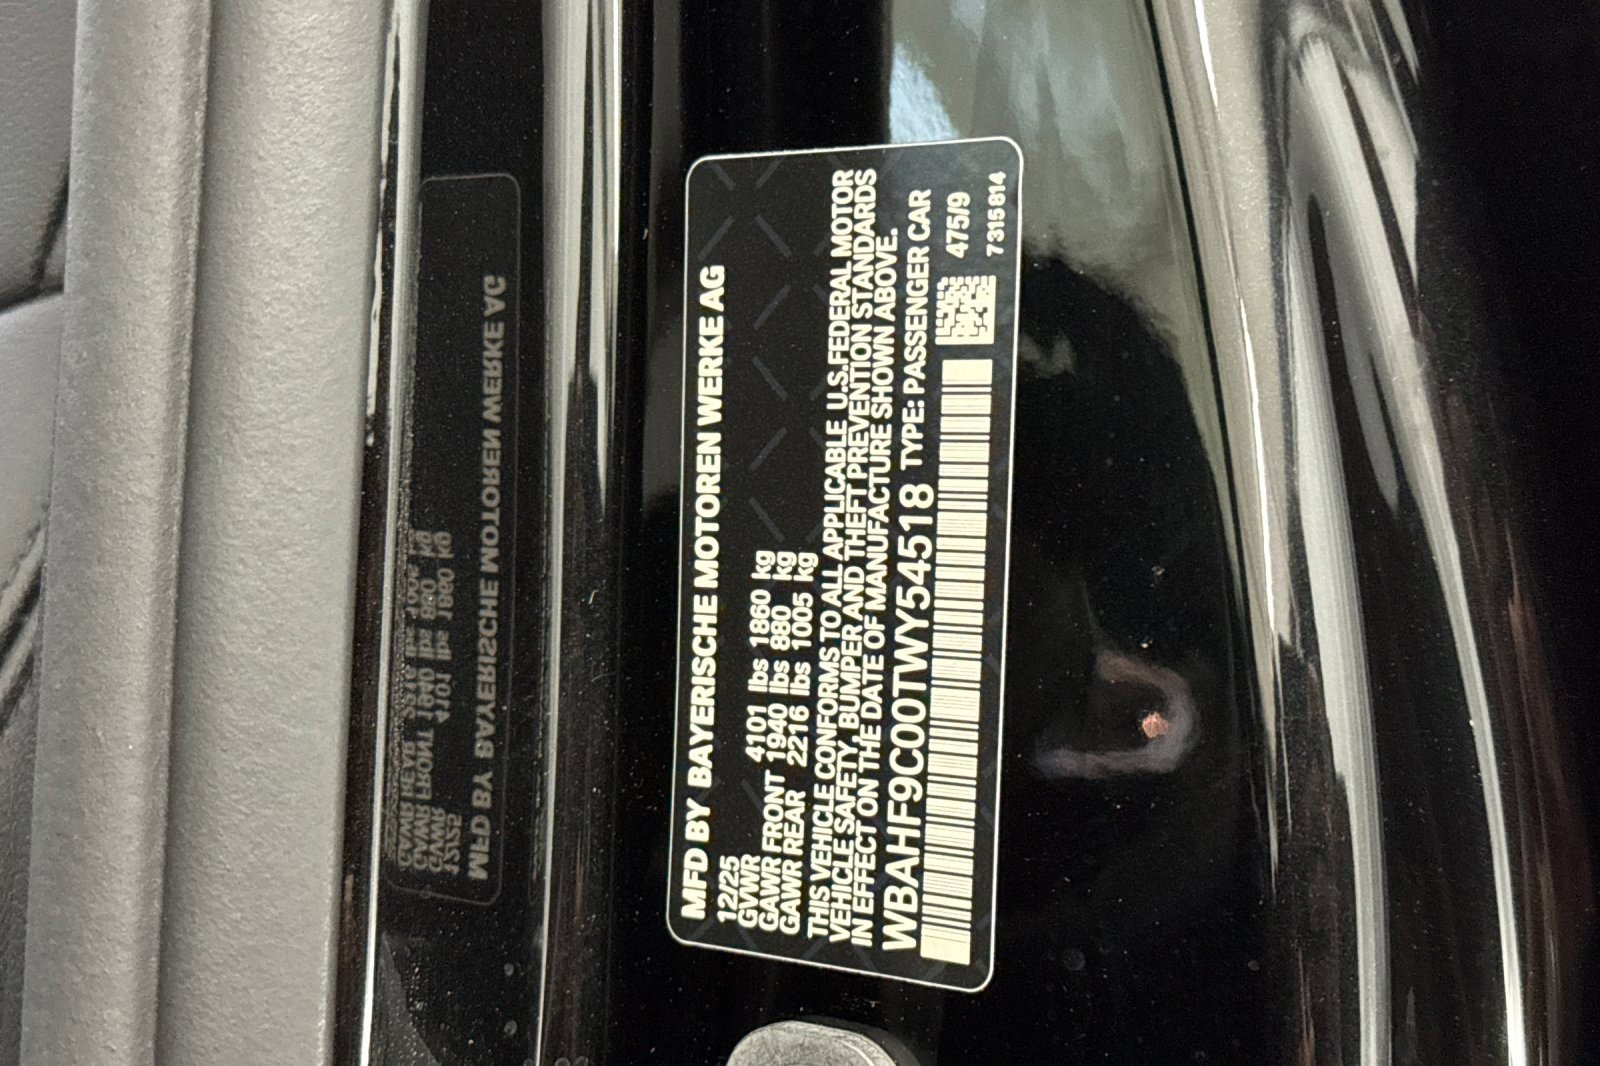 MFD BY BAYERISCHE MOTOREN WERKE AG
12/25
GVWR 4101 lbs 1860 kg
GAWR FRONT 1940 lbs 880 kg
GAWR REAR 2216 lbs 1005 kg
THIS VEHICLE CONFORMS TO ALL APPLICABLE U.S.FEDERAL MOTOR
VEHICLE SAFETY, BUMPER AND THEFT PREVENTION STANDARDS
IN EFFECT ON THE DATE OF MANUFACTURE SHOWN ABOVE.
WBAHF9C00TWY54518 TYPE: PASSENGER CAR
475/9
7315814